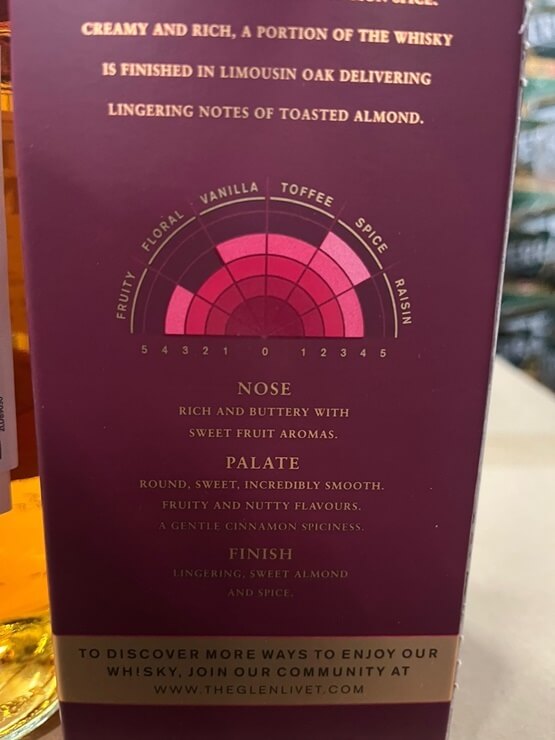 CREAMY AND RICH, A PORTION OF THE WHISKY
IS FINISHED IN LIMOUSIN OAK DELIVERING
LINGERING NOTES OF TOASTED ALMOND.
FRUITY FLORAL VANILLA TOFFEE SPICE RAISIN
5 4 3 2 1 0 1 2 3 4 5
NOSE
RICH AND BUTTERY WITH
SWEET FRUIT AROMAS.
PALATE
ROUND, SWEET, INCREDIBLY SMOOTH.
FRUITY AND NUTTY FLAVOURS.
A GENTLE CINNAMON SPICINESS.
FINISH
LINGERING, SWEET ALMOND
AND SPICE.
TO DISCOVER MORE WAYS TO ENJOY OUR
WHISKY, JOIN OUR COMMUNITY AT
WWW.THEGLENLIVET.COM